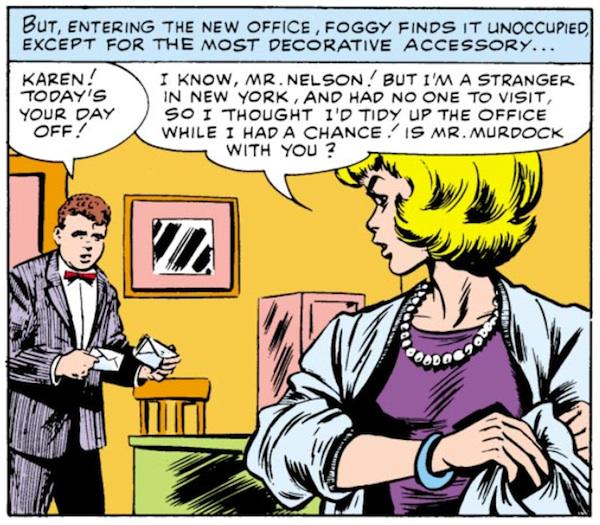 BUT, ENTERING THE NEW OFFICE, FOGGY FINDS IT UNOCCUPIED,
EXCEPT FOR THE MOST DECORATIVE ACCESSORY...
KAREN!
TODAY'S
YOUR DAY
OFF!
I KNOW, MR. NELSON! BUT I'M A STRANGER
IN NEW YORK, AND HAD NO ONE TO VISIT,
SO I THOUGHT I'D TIDY UP THE OFFICE
WHILE I HAD A CHANCE! IS MR. MURDOCK
WITH YOU?